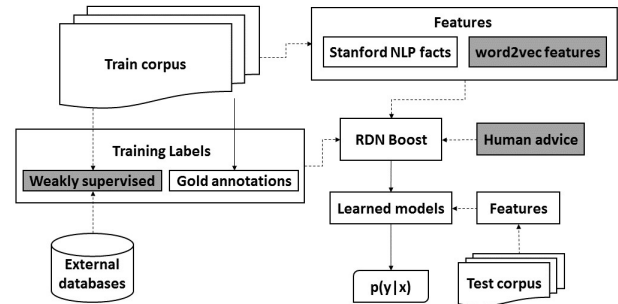 Train corpus
Features
Stanford NLP facts
word2vec features
Training Labels
Weakly supervised
Gold annotations
RDN Boost
Human advice
Learned models
Features
External
databases
p(y|x)
Test corpus